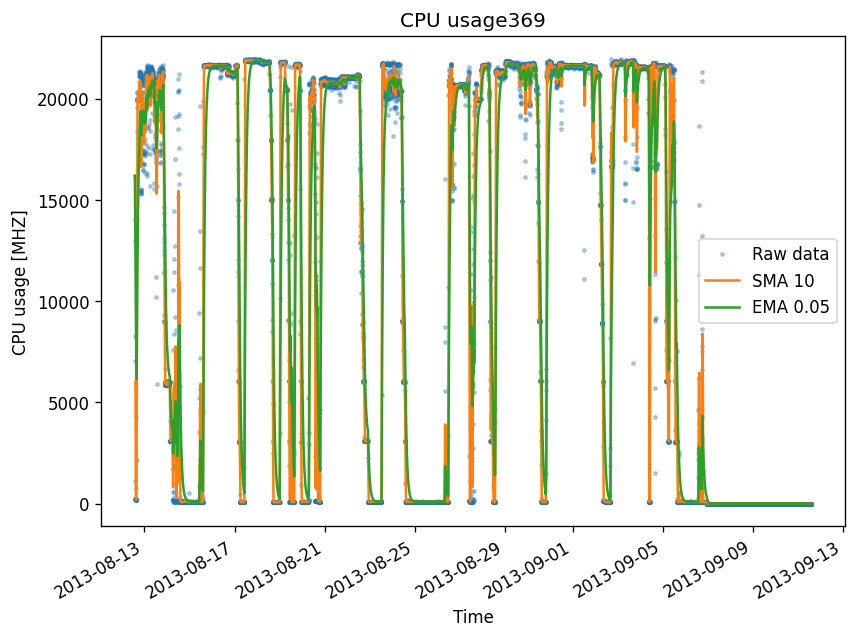 CPU usage369
CPU usage [MHZ]
20000
15000
10000
5000
0
Raw data
SMA 10
EMA 0.05
2013-08-13
2013-08-17
2013-08-21
2013-08-25
2013-08-29
2013-09-01
2013-09-05
2013-09-09
2013-09-13
Time